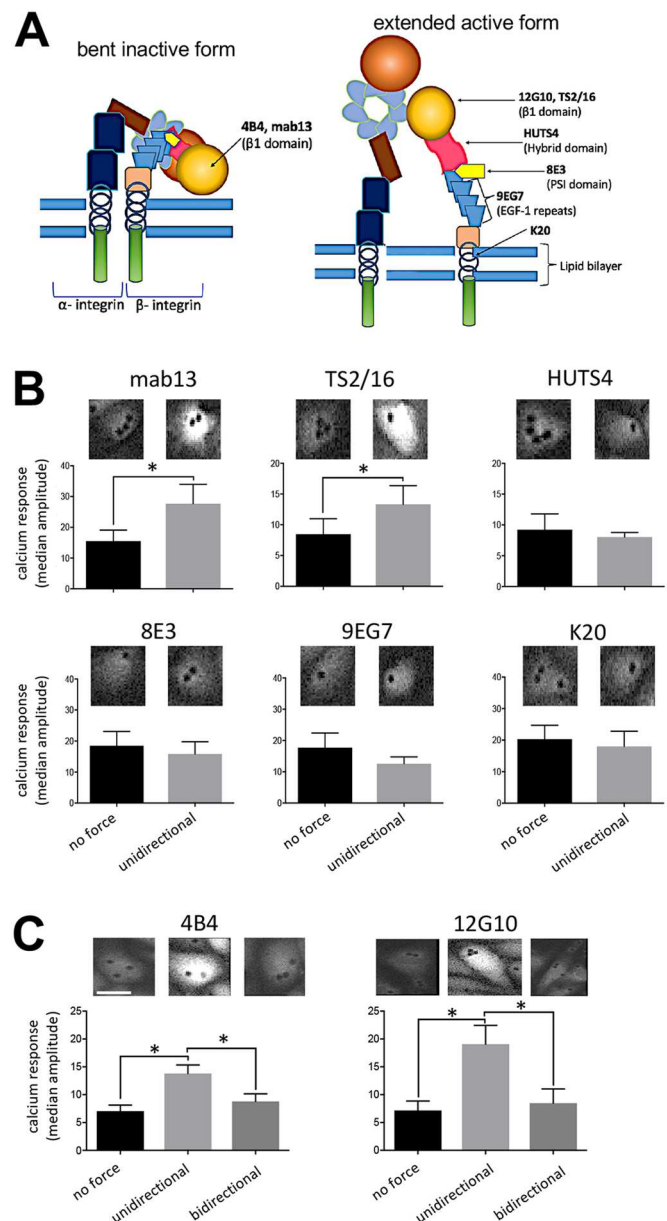 A
bent inactive form
extended active form
4B4, mab13
(β1 domain)
12G10, TS2/16
(β1 domain)
HUTS4
(Hybrid domain)
8E3
(PSI domain)
9EG7
(EGF-1 repeats)
K20
Lipid bilayer
α- integrin
β- integrin
B
mab13
TS2/16
HUTS4
calcium response
(median amplitude)
40
30
20
10
0
*
20
15
10
5
0
*
20
15
10
5
0
8E3
9EG7
K20
calcium response
(median amplitude)
40
30
20
10
0
40
30
20
10
0
40
30
20
10
0
no force
unidirectional
no force
unidirectional
no force
unidirectional
C
4B4
12G10
calcium response
(median amplitude)
25
20
15
10
5
0
*
*
25
20
15
10
5
0
*
*
no force
unidirectional
bidirectional
no force
unidirectional
bidirectional